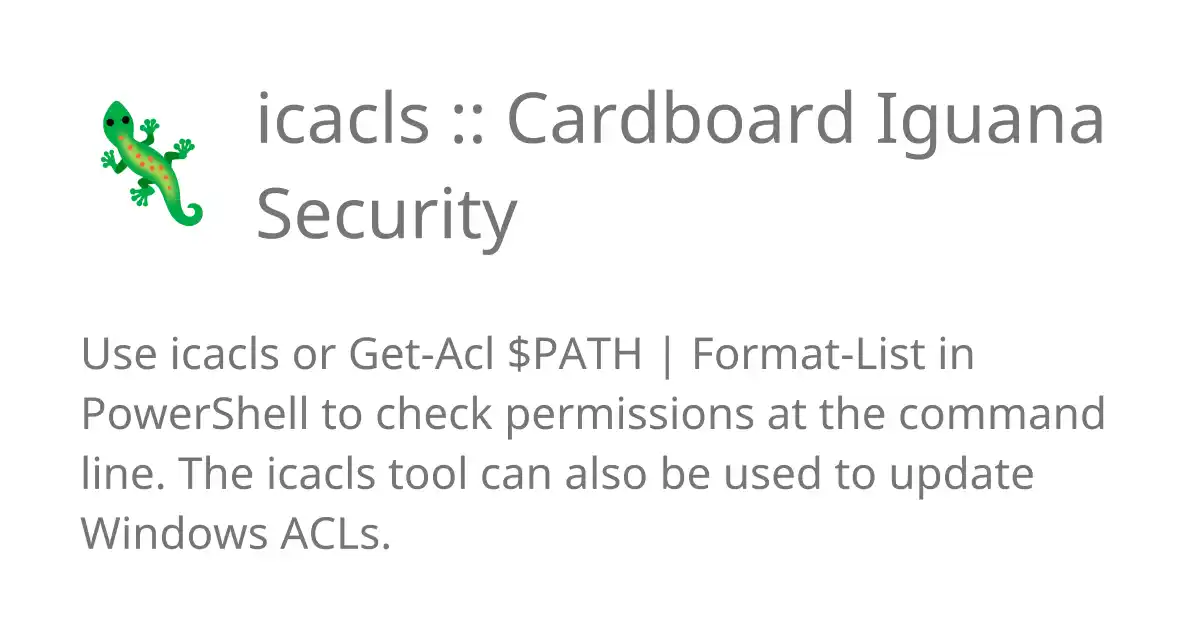 icacls :: Cardboard Iguana
Security
Use icacls or Get-Acl $PATH | Format-List in
PowerShell to check permissions at the command
line. The icacls tool can also be used to update
Windows ACLs.